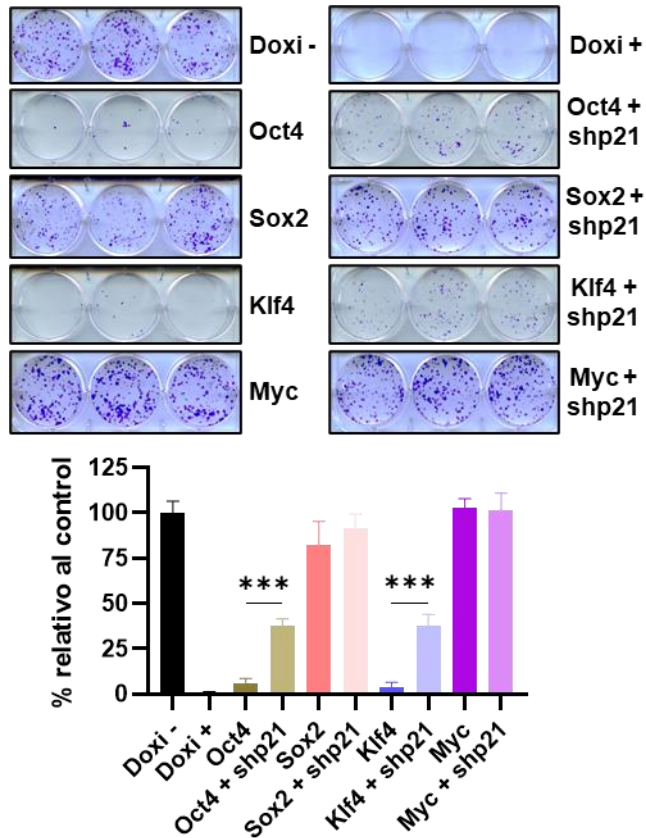 Doxi -
Doxi +
Oct4
Oct4 +
shp21
Sox2
Sox2 +
shp21
Klf4
Klf4 +
shp21
Myc
Myc +
shp21
% relativo al control
125
100
75
50
25
0
***
***
Doxi -
Doxi +
Oct4
Oct4 + shp21
Sox2
Sox2 + shp21
Klf4
Klf4 + shp21
Myc
Myc + shp21